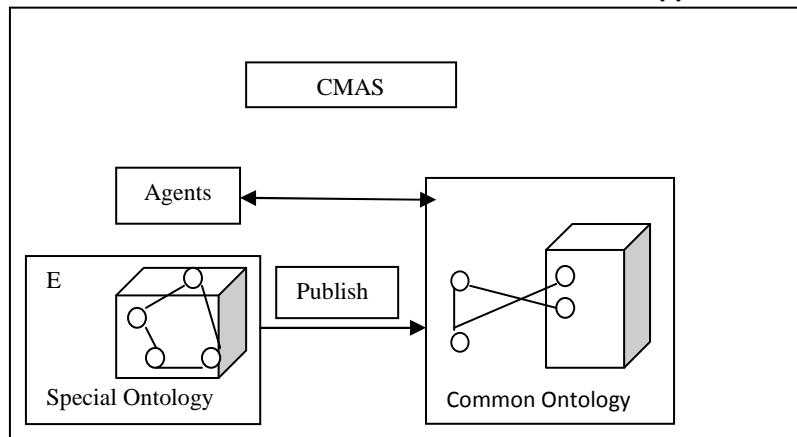 CMAS
Agents
E
Publish
Special Ontology
Common Ontology